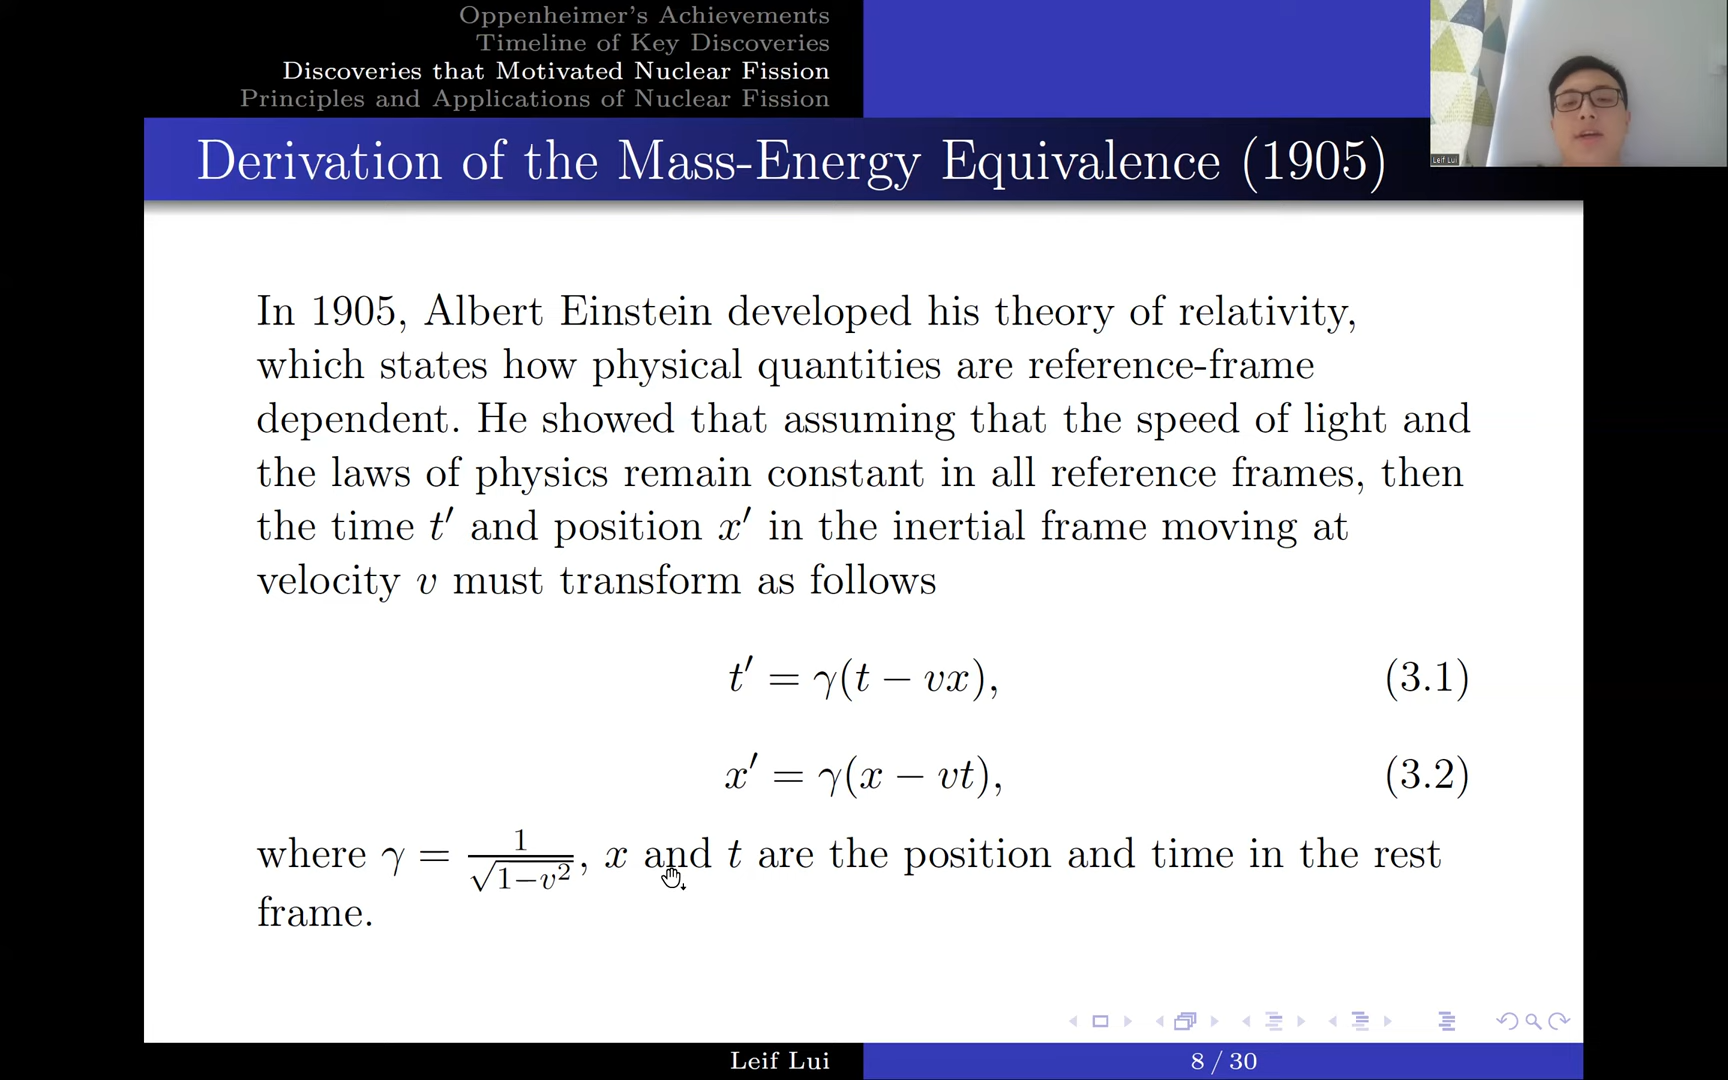 Oppenheimer's Achievements
Timeline of Key Discoveries
Discoveries that Motivated Nuclear Fission
Principles and Applications of Nuclear Fission
Derivation of the Mass-Energy Equivalence (1905)
Leif Lui
In 1905, Albert Einstein developed his theory of relativity,
which states how physical quantities are reference-frame
dependent. He showed that assuming that the speed of light and
the laws of physics remain constant in all reference frames, then
the time t′ and position x′ in the inertial frame moving at
velocity v must transform as follows
t′ = γ(t − vx), (3.1)
x′ = γ(x − vt), (3.2)
where γ = 1/√(1−v²), x and t are the position and time in the rest
frame.
Leif Lui 8 / 30